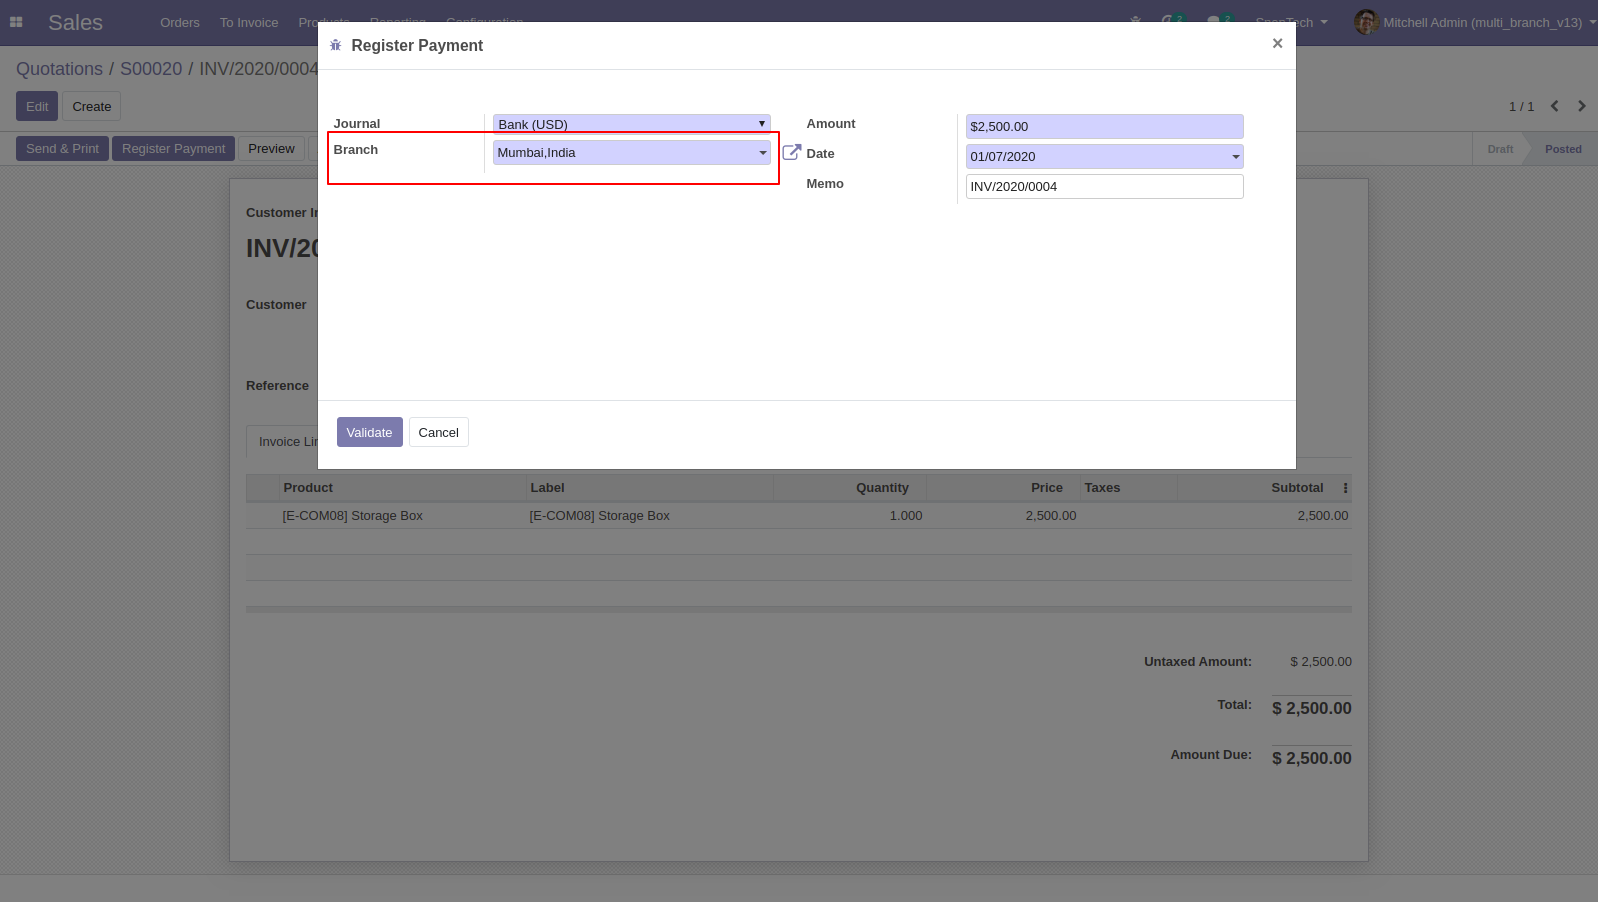 Sales Orders To Invoice Products Reporting Configuration 2 2 Mitchell Admin (multi_branch_v13)
Register Payment ×
Quotations / S00020 / INV/2020/0004
Edit Create 1 / 1
Send & Print Register Payment Preview Draft Posted
Journal Bank (USD) Amount $2,500.00
Branch Mumbai,India Date 01/07/2020
Memo INV/2020/0004
Customer
INV/20
Customer
Reference
Validate Cancel
Invoice
Product Label Quantity Price Taxes Subtotal
[E-COM08] Storage Box [E-COM08] Storage Box 1.000 2,500.00 2,500.00
Untaxed Amount: $ 2,500.00
Total: $ 2,500.00
Amount Due: $ 2,500.00